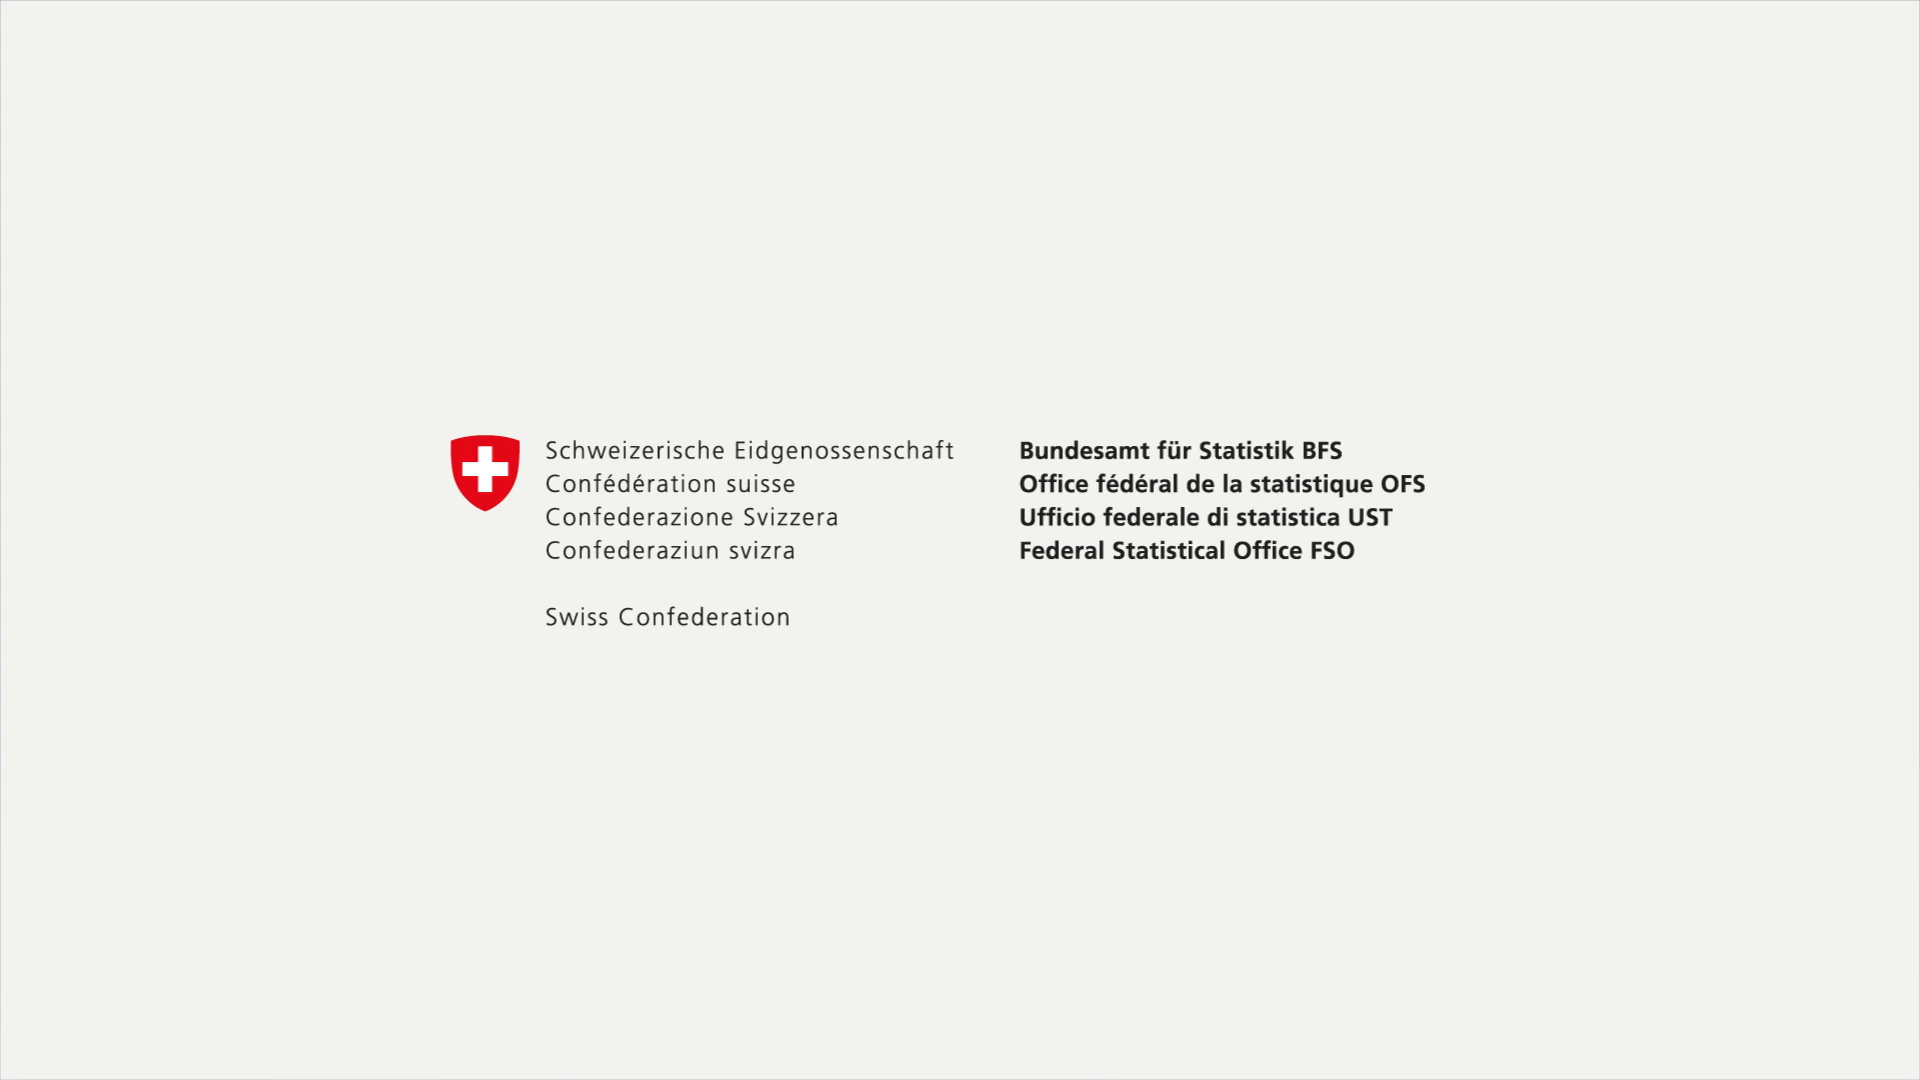 Schweizerische Eidgenossenschaft
Confédération suisse
Confederazione Svizzera
Confederaziun svizra
Swiss Confederation
Bundesamt für Statistik BFS
Office fédéral de la statistique OFS
Ufficio federale di statistica UST
Federal Statistical Office FSO